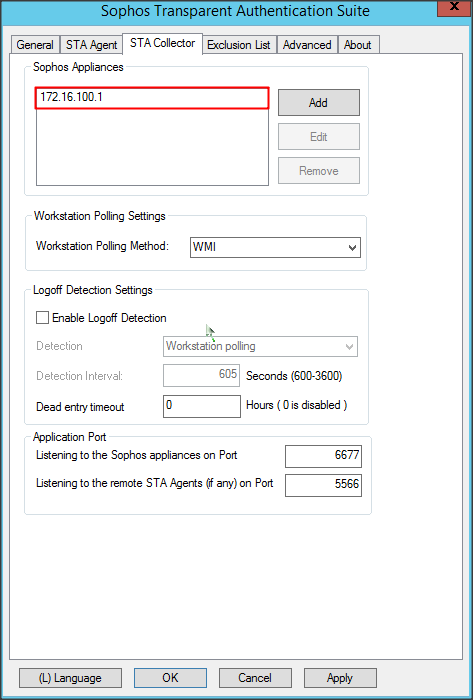 Sophos Transparent Authentication Suite
X
General STA Agent STA Collector Exclusion List Advanced About
Sophos Appliances
172.16.100.1
Add
Edit
Remove
Workstation Polling Settings
Workstation Polling Method: WMI
Logoff Detection Settings
Enable Logoff Detection
Detection Workstation polling
Detection Interval: 605 Seconds (600-3600)
Dead entry timeout 0 Hours ( 0 is disabled )
Application Port
Listening to the Sophos appliances on Port 6677
Listening to the remote STA Agents (if any) on Port 5566
(L) Language OK Cancel Apply